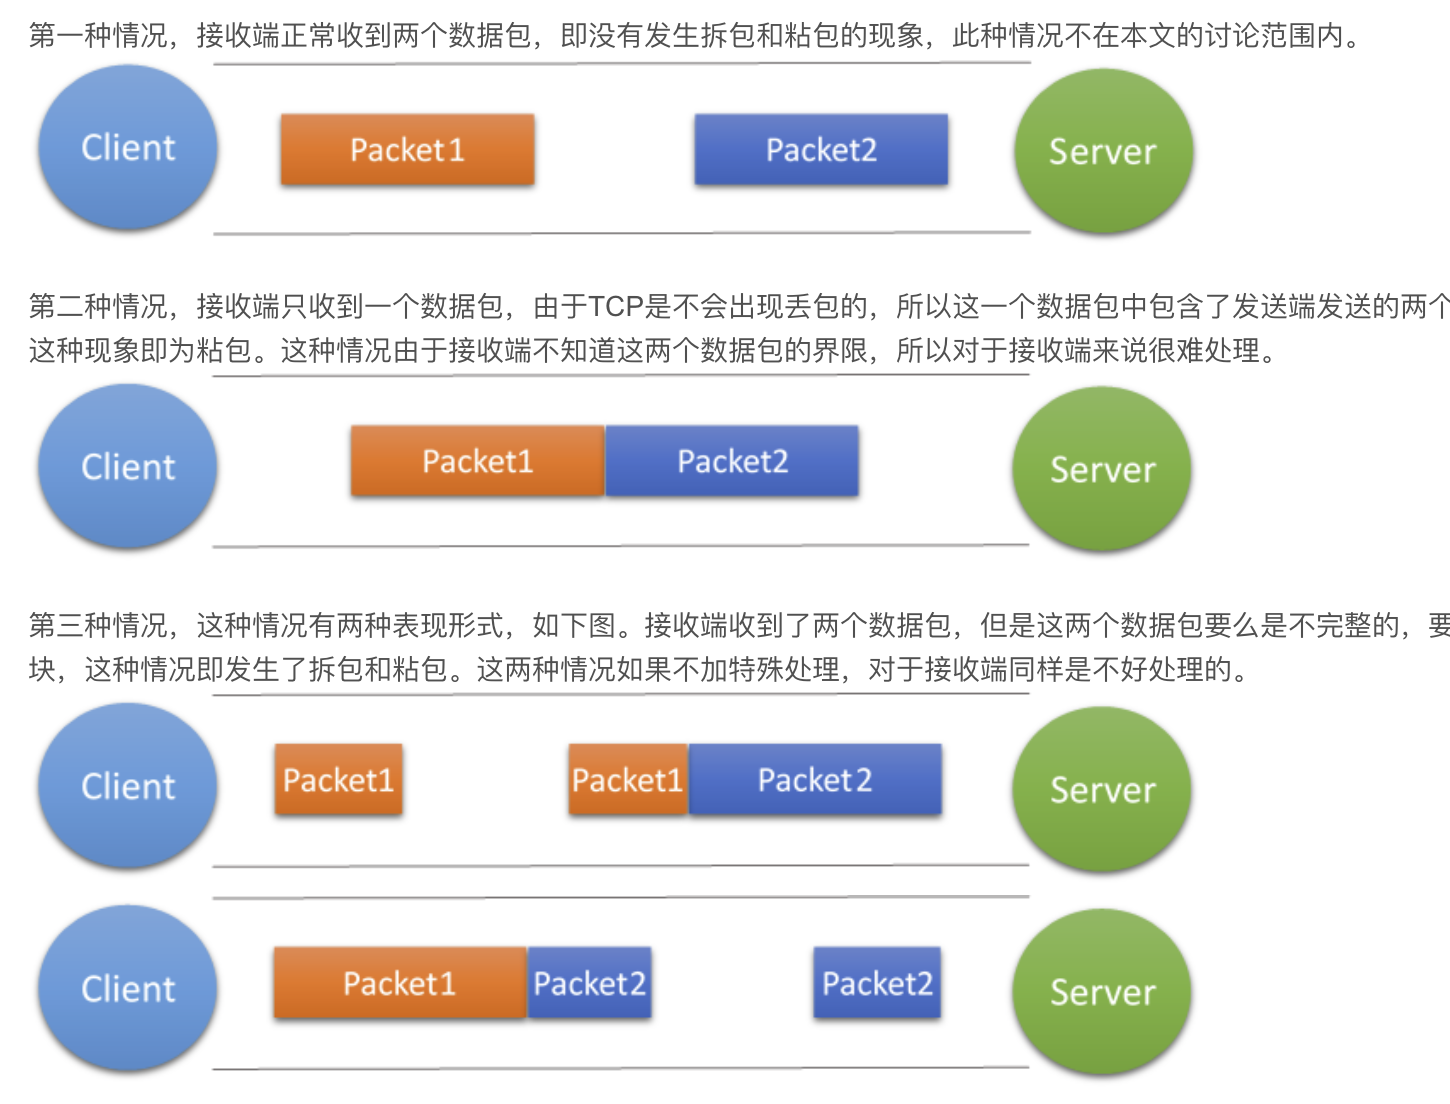 第一种情况，接收端正常收到两个数据包，即没有发生拆包和粘包的现象，此种情况不在本文的讨论范围内。
Client Packet1 Packet2 Server
第二种情况，接收端只收到一个数据包，由于TCP是不会出现丢包的，所以这一个数据包中包含了发送端发送的两个
这种现象即为粘包。这种情况由于接收端不知道这两个数据包的界限，所以对于接收端来说很难处理。
Client Packet1 Packet2 Server
第三种情况，这种情况有两种表现形式，如下图。接收端收到了两个数据包，但是这两个数据包要么是不完整的，要
块，这种情况即发生了拆包和粘包。这两种情况如果不加特殊处理，对于接收端同样是不好处理的。
Client Packet1 Packet1 Packet2 Server
Client Packet1 Packet2 Packet2 Server